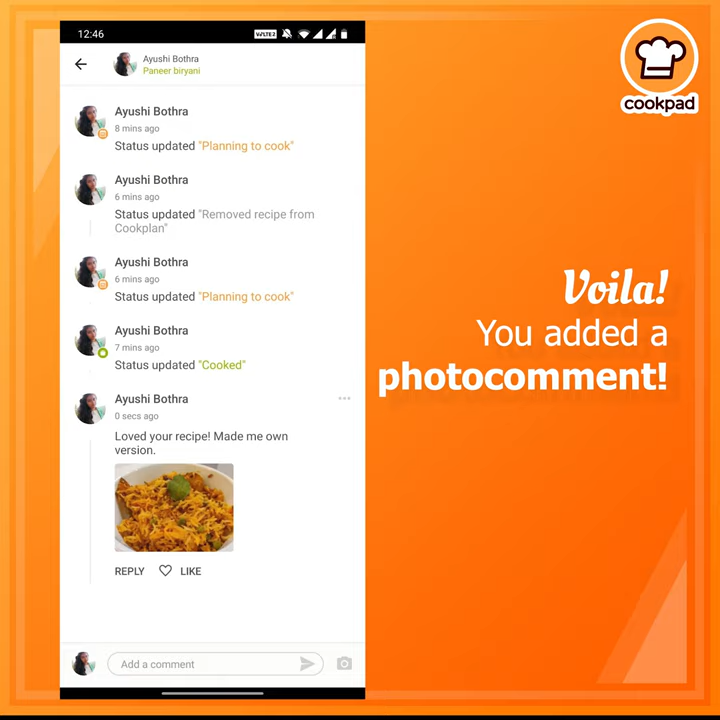 12:46
VoLTE2
Ayushi Bothra
Paneer biryani
Ayushi Bothra
8 mins ago
Status updated "Planning to cook"
Ayushi Bothra
6 mins ago
Status updated "Removed recipe from
Cookplan"
Ayushi Bothra
6 mins ago
Status updated "Planning to cook"
Ayushi Bothra
7 mins ago
Status updated "Cooked"
Ayushi Bothra
0 secs ago
Loved your recipe! Made me own
version.
REPLY LIKE
Add a comment
cookpad
Voila!
You added a
photocomment!